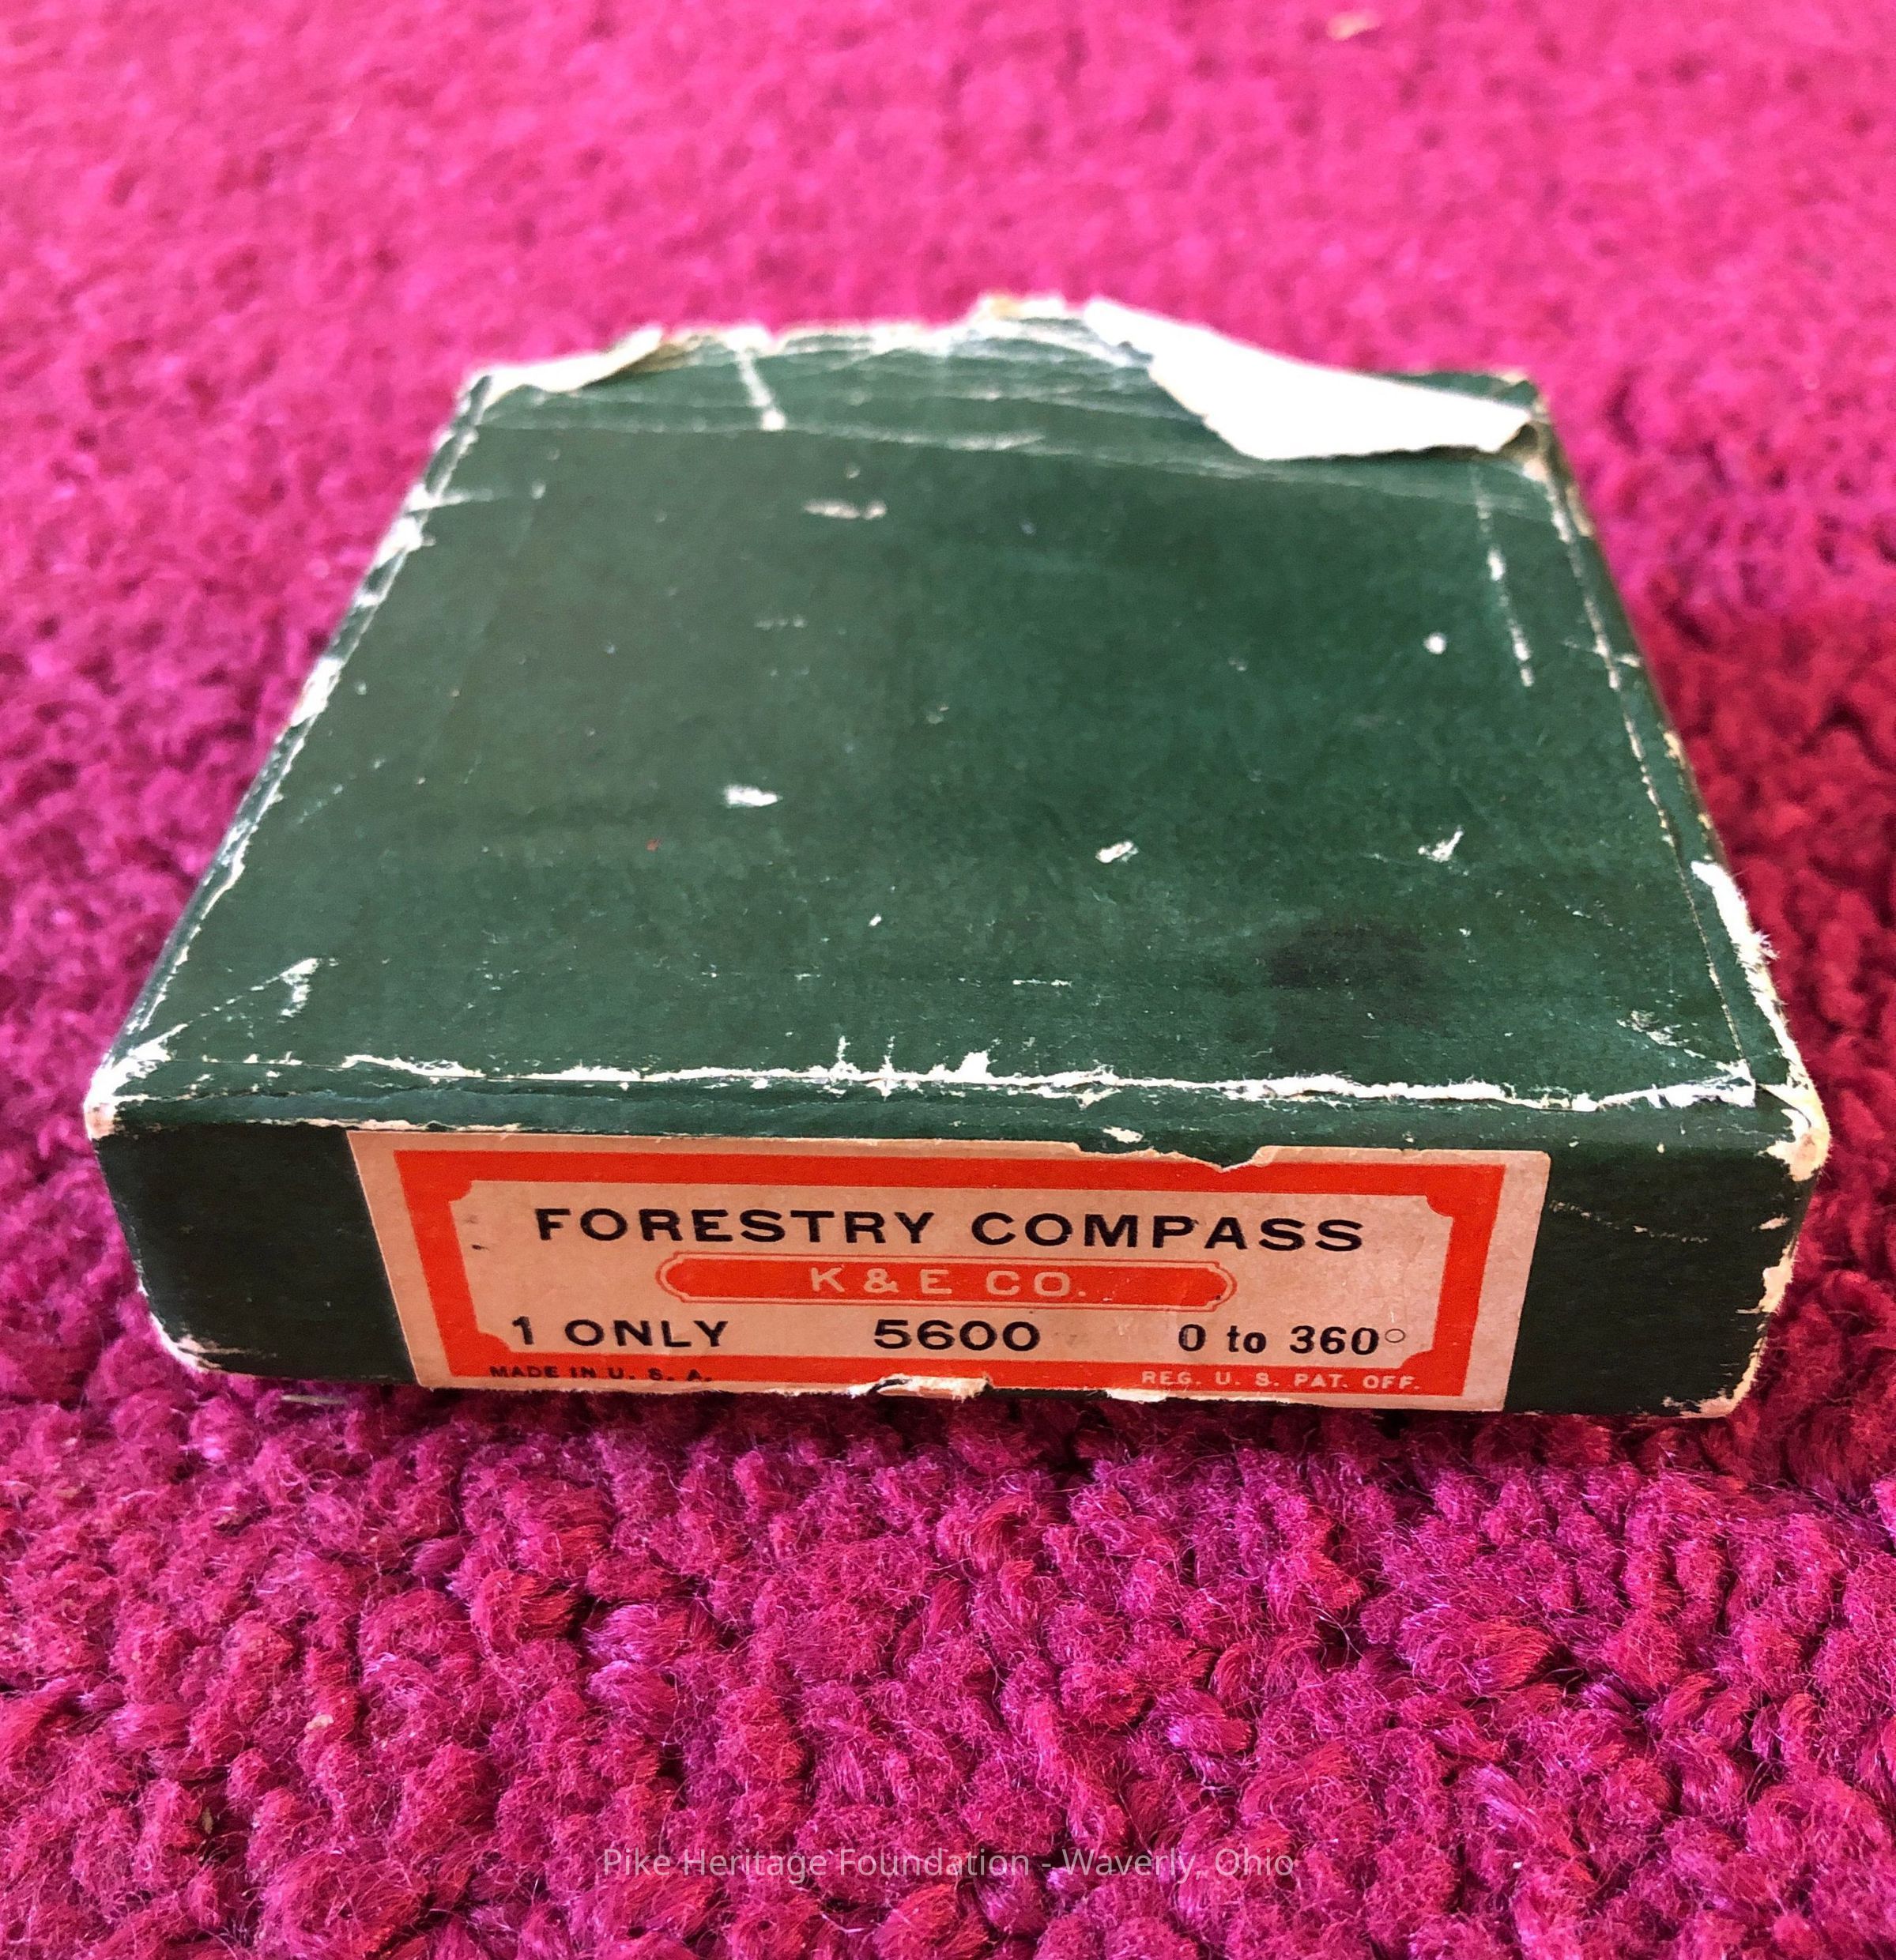 FORESTRY COMPASS
K & E CO.
1 ONLY 5600 0 to 360°
MADE IN U. S. A. REG. U. S. PAT. OFF.
Pike Heritage Foundation - Waverly, Ohio